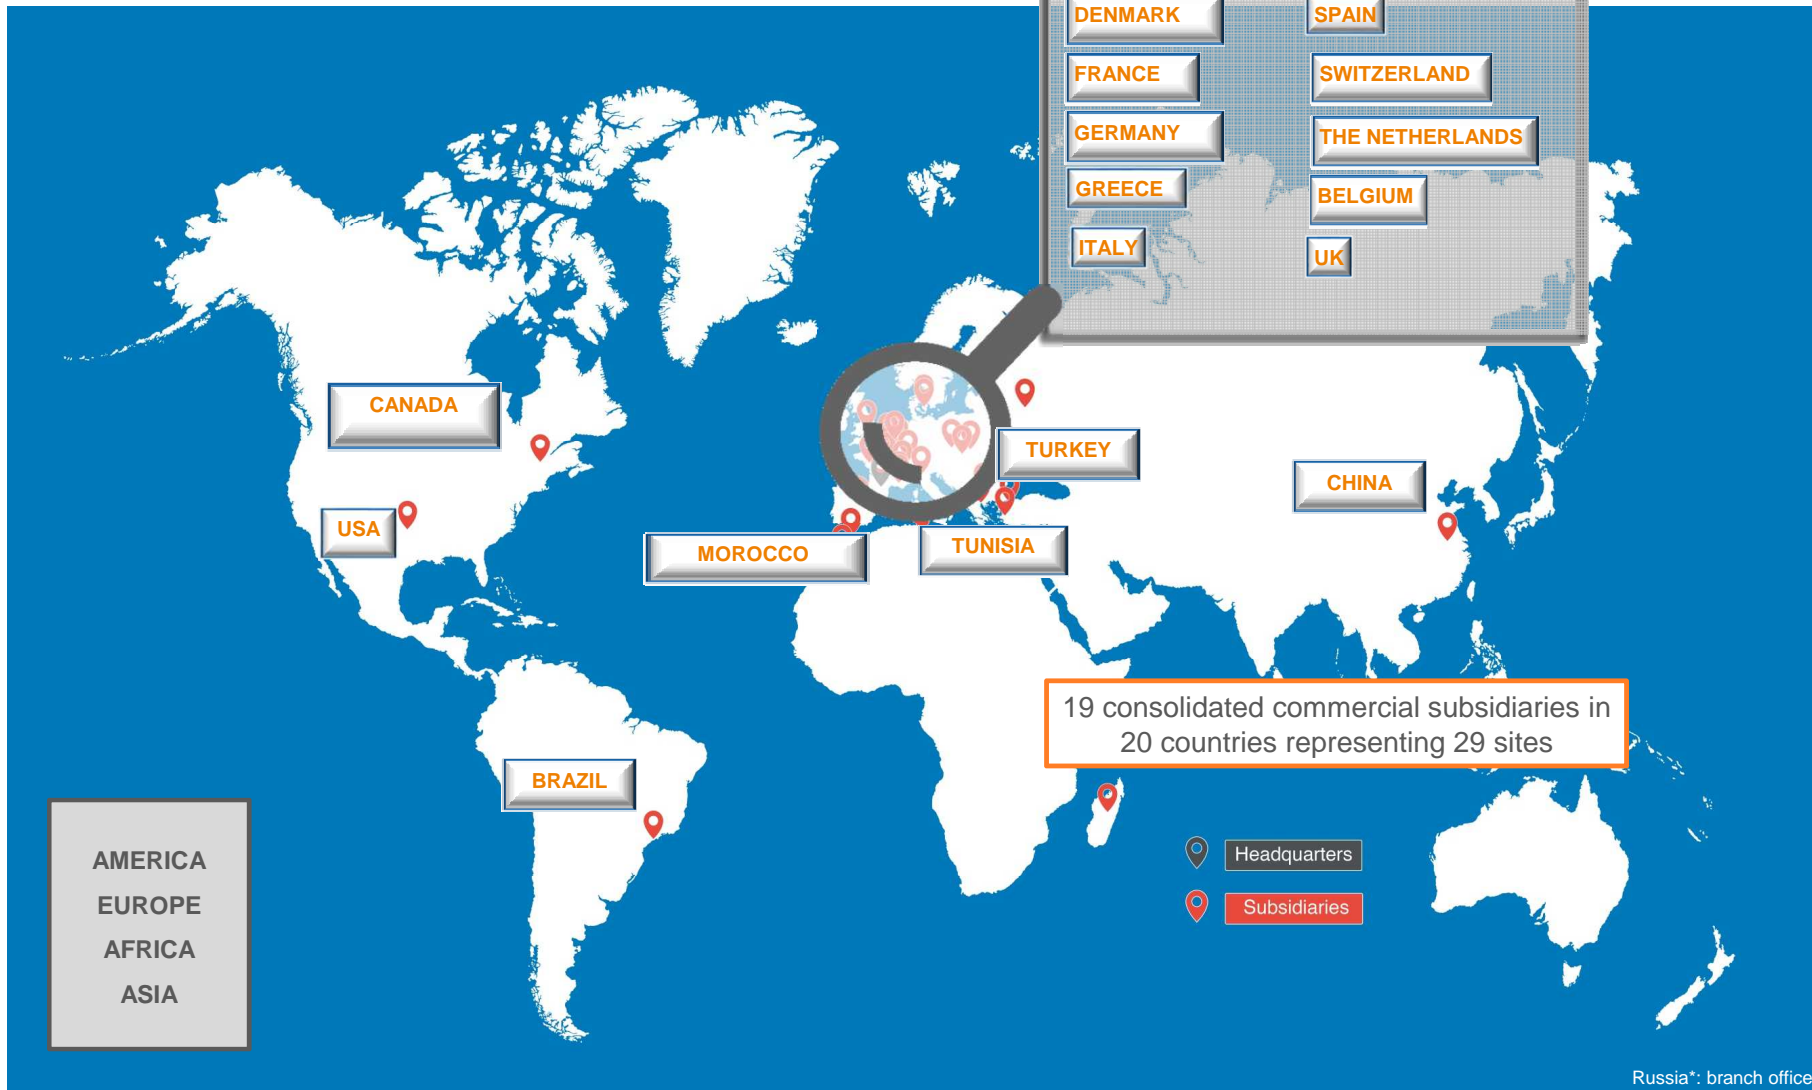 DENMARK
SPAIN
FRANCE
SWITZERLAND
GERMANY
THE NETHERLANDS
GREECE
BELGIUM
ITALY
UK
CANADA
TURKEY
CHINA
USA
MOROCCO
TUNISIA
19 consolidated commercial subsidiaries in
20 countries representing 29 sites
BRAZIL
AMERICA
EUROPE
AFRICA
ASIA
Headquarters
Subsidiaries
Russia*: branch office